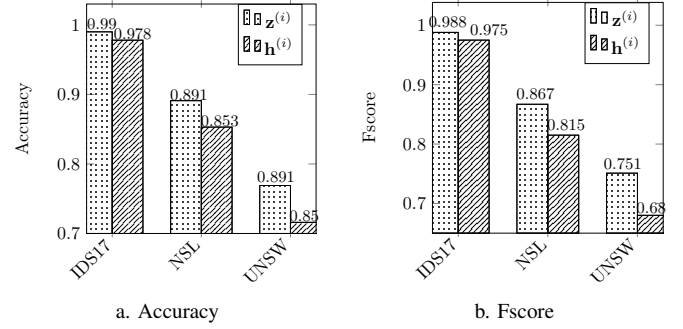 1
0.9
0.8
0.7
Accuracy
0.99
0.978
0.891
0.853
0.891
0.85
IDS17
NSL
UNSW
z(i)
h(i)
a. Accuracy
1
0.9
0.8
0.7
Fscore
0.988
0.975
0.867
0.815
0.751
0.68
IDS17
NSL
UNSW
z(i)
h(i)
b. Fscore